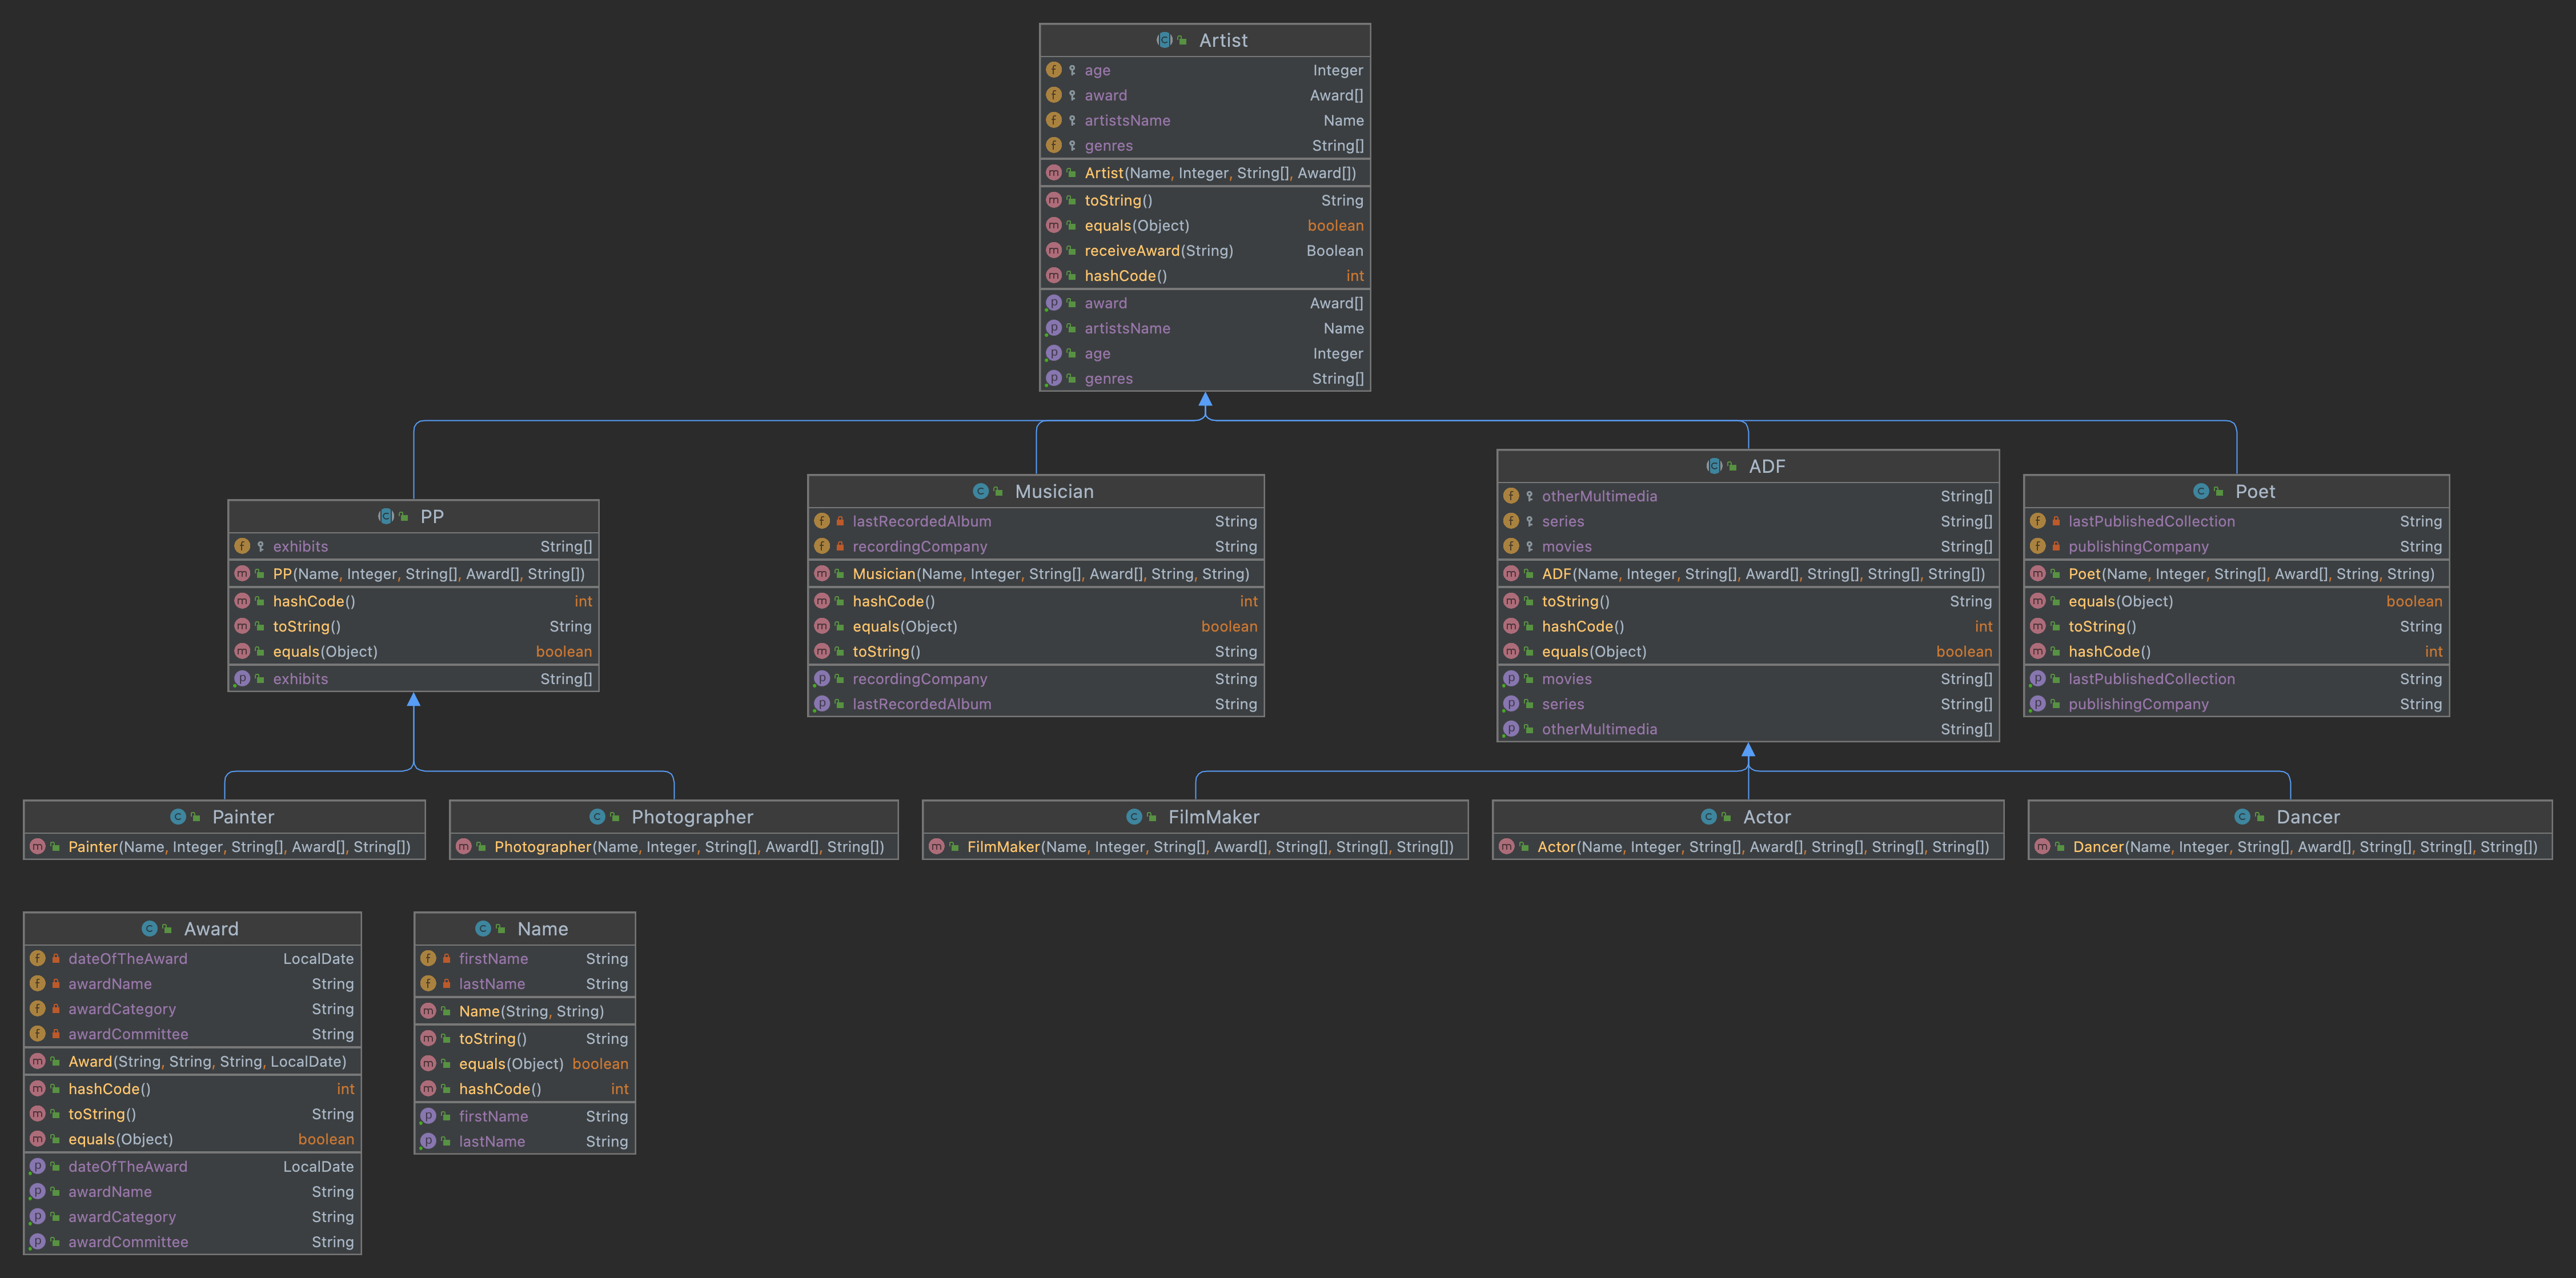 Artist
age Integer
award Award[]
artistsName Name
genres String[]
Artist(Name, Integer, String[], Award[])
toString() String
equals(Object) boolean
receiveAward(String) Boolean
hashCode() int
award Award[]
artistsName Name
age Integer
genres String[]
PP
exhibits String[]
PP(Name, Integer, String[], Award[], String[])
hashCode() int
toString() String
equals(Object) boolean
exhibits String[]
Musician
lastRecordedAlbum String
recordingCompany String
Musician(Name, Integer, String[], Award[], String, String)
hashCode() int
equals(Object) boolean
toString() String
recordingCompany String
lastRecordedAlbum String
ADF
otherMultimedia String[]
series String[]
movies String[]
ADF(Name, Integer, String[], Award[], String[], String[], String[])
toString() String
hashCode() int
equals(Object) boolean
movies String[]
series String[]
otherMultimedia String[]
Poet
lastPublishedCollection String
publishingCompany String
Poet(Name, Integer, String[], Award[], String, String)
equals(Object) boolean
toString() String
hashCode() int
lastPublishedCollection String
publishingCompany String
Painter
Painter(Name, Integer, String[], Award[], String[])
Photographer
Photographer(Name, Integer, String[], Award[], String[])
FilmMaker
FilmMaker(Name, Integer, String[], Award[], String[], String[], String[])
Actor
Actor(Name, Integer, String[], Award[], String[], String[], String[])
Dancer
Dancer(Name, Integer, String[], Award[], String[], String[], String[])
Award
dateOfTheAward LocalDate
awardName String
awardCategory String
awardCommittee String
Award(String, String, String, LocalDate)
hashCode() int
toString() String
equals(Object) boolean
dateOfTheAward LocalDate
awardName String
awardCategory String
awardCommittee String
Name
firstName String
lastName String
Name(String, String)
toString() String
equals(Object) boolean
hashCode() int
firstName String
lastName String